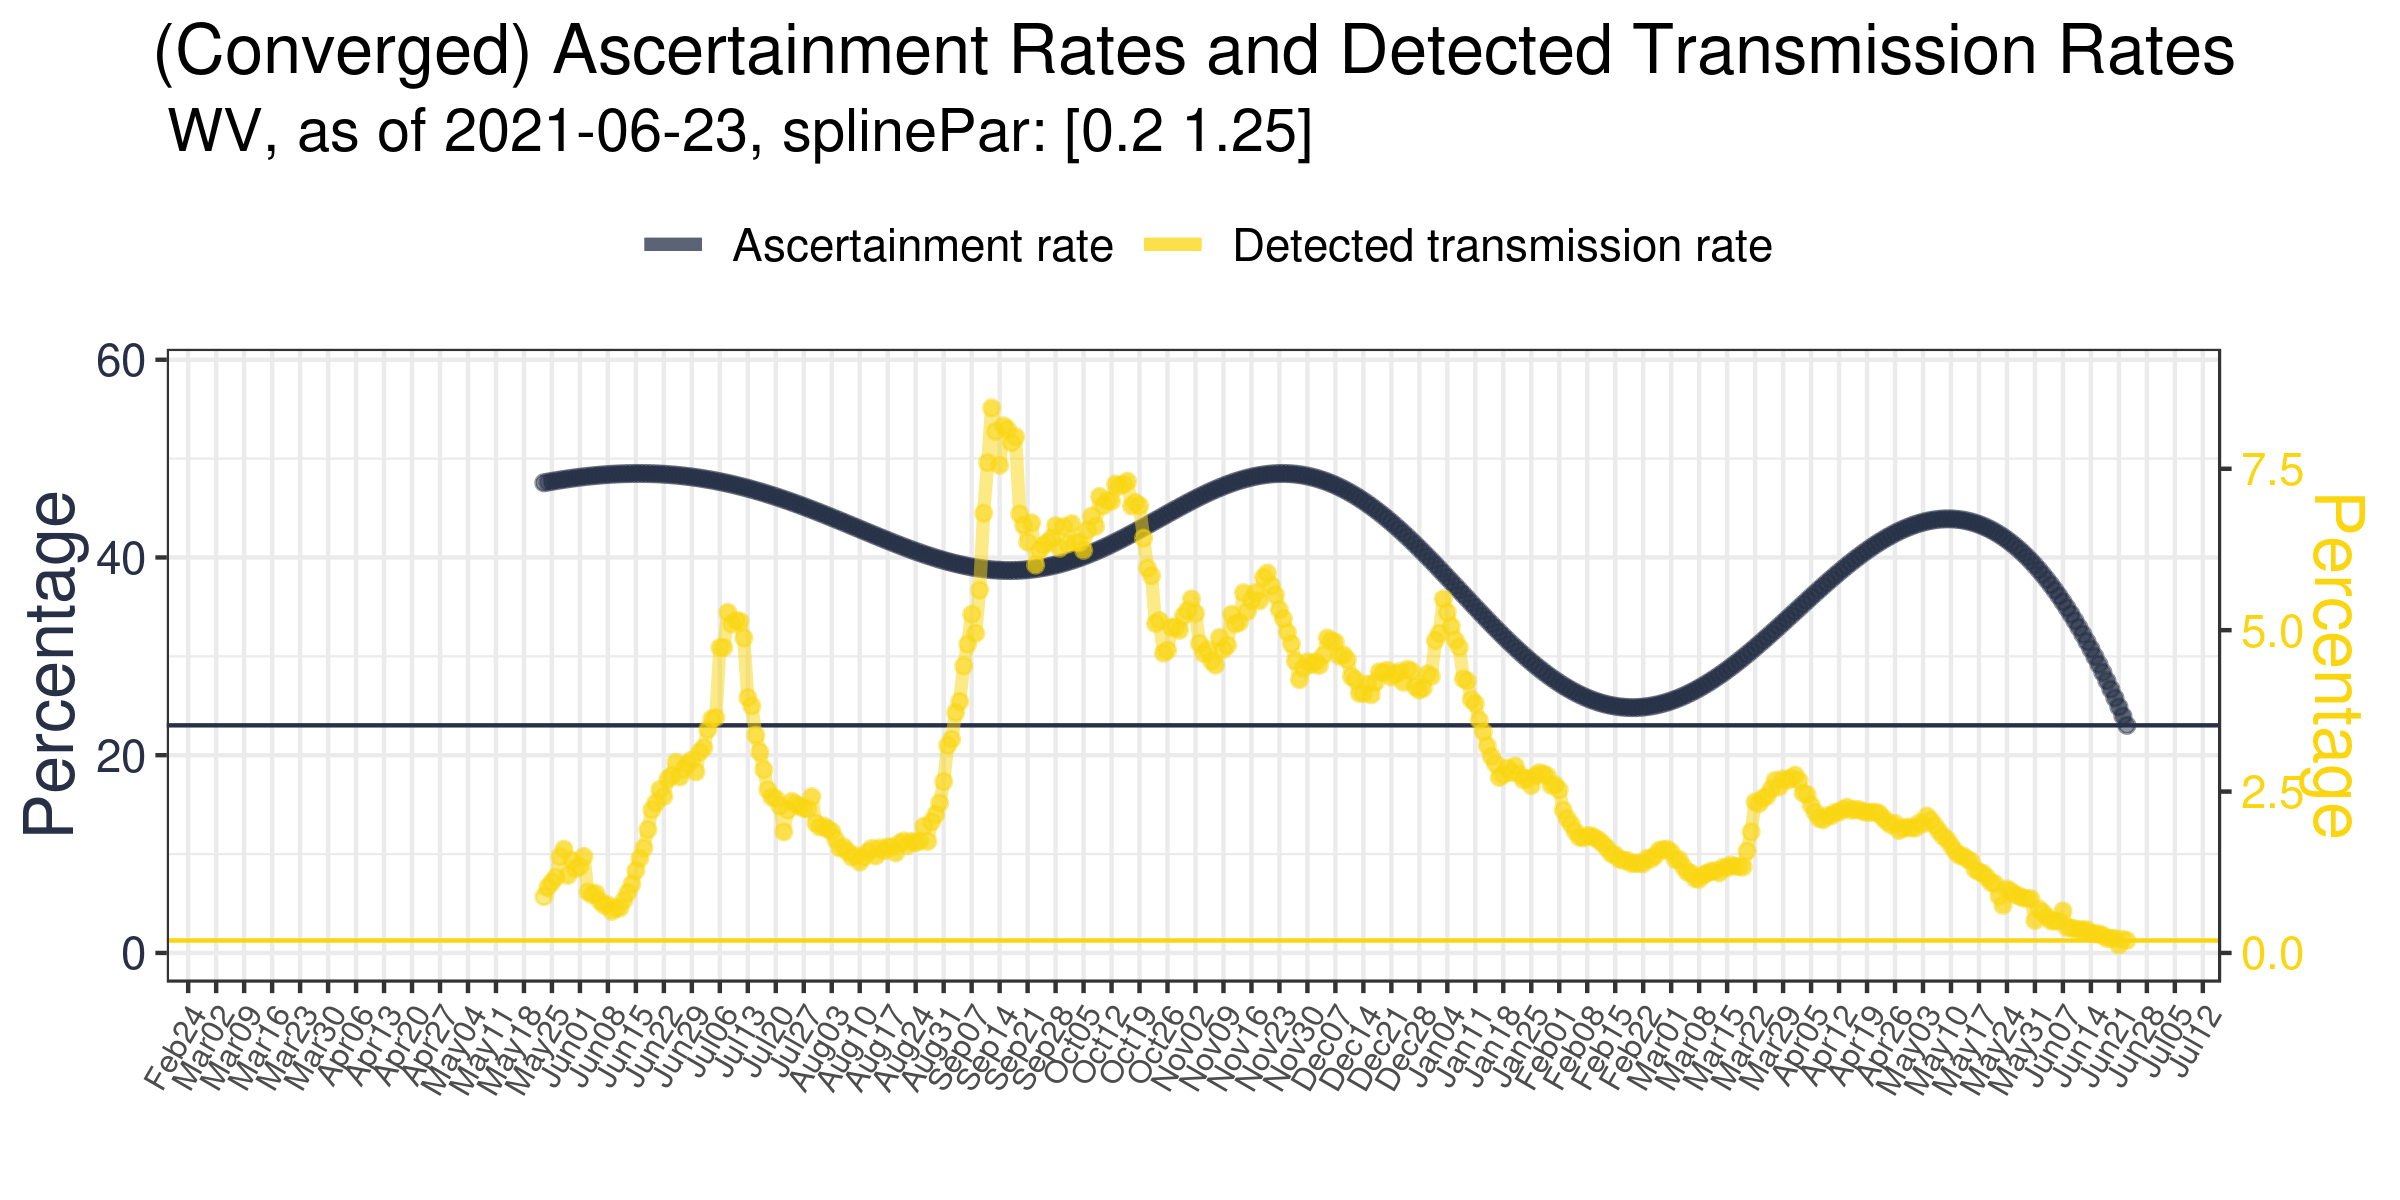 (Converged) Ascertainment Rates and Detected Transmission Rates
WV, as of 2021-06-23, splinePar: [0.2 1.25]
Ascertainment rate
Detected transmission rate
Percentage
60
40
20
0
7.5
5.0
2.5
0.0
Percentage
Feb24
Mar02
Mar09
Mar16
Mar23
Mar30
Apr06
Apr13
Apr20
Apr27
May04
May11
May18
May25
Jun01
Jun08
Jun15
Jun22
Jun29
Jul06
Jul13
Jul20
Jul27
Aug03
Aug10
Aug17
Aug24
Aug31
Sep07
Sep14
Sep21
Sep28
Oct05
Oct12
Oct19
Oct26
Nov02
Nov09
Nov16
Nov23
Nov30
Dec07
Dec14
Dec21
Dec28
Jan04
Jan11
Jan18
Jan25
Feb01
Feb08
Feb15
Feb22
Mar01
Mar08
Mar15
Mar22
Mar29
Apr05
Apr12
Apr19
Apr26
May03
May10
May17
May24
May31
Jun07
Jun14
Jun21
Jun28
Jul05
Jul12